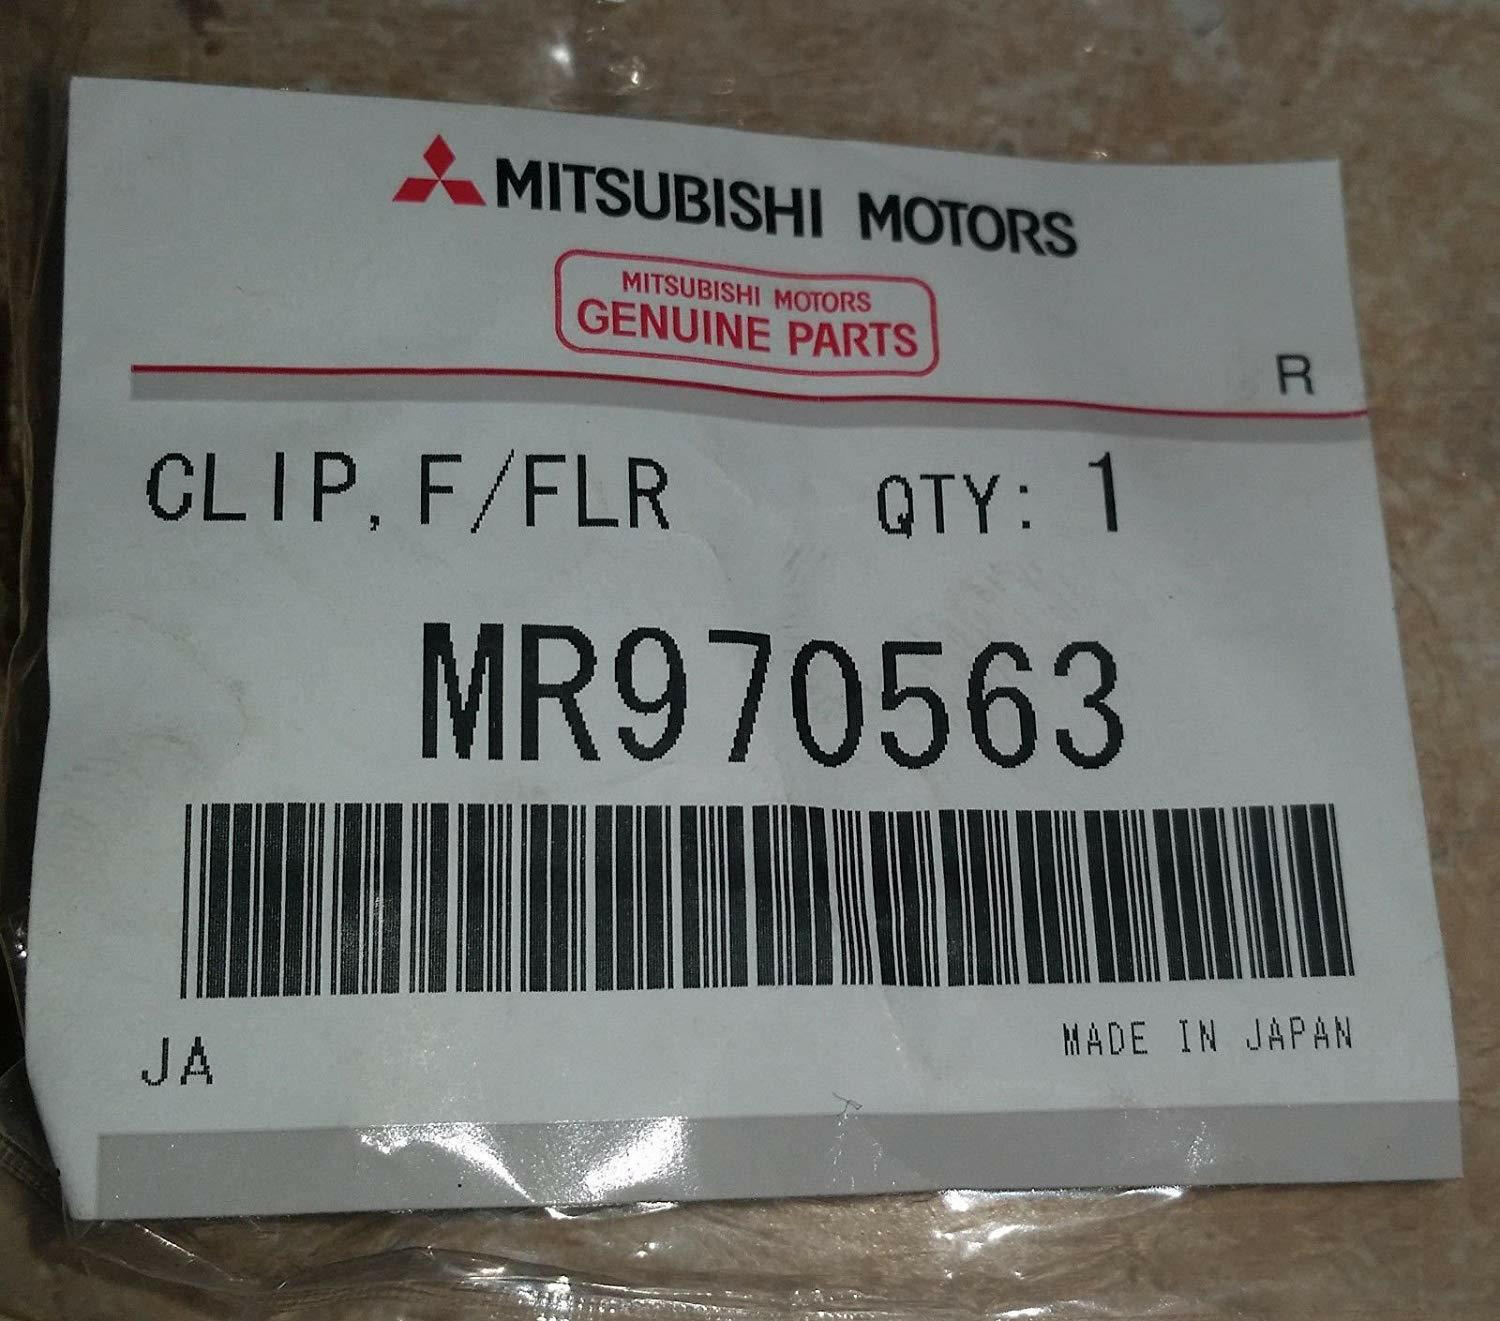 MITSUBISHI MOTORS
MITSUBISHI MOTORS
GENUINE PARTS
R
CLIP, F/FLR QTY: 1
MR970563
JA MADE IN JAPAN